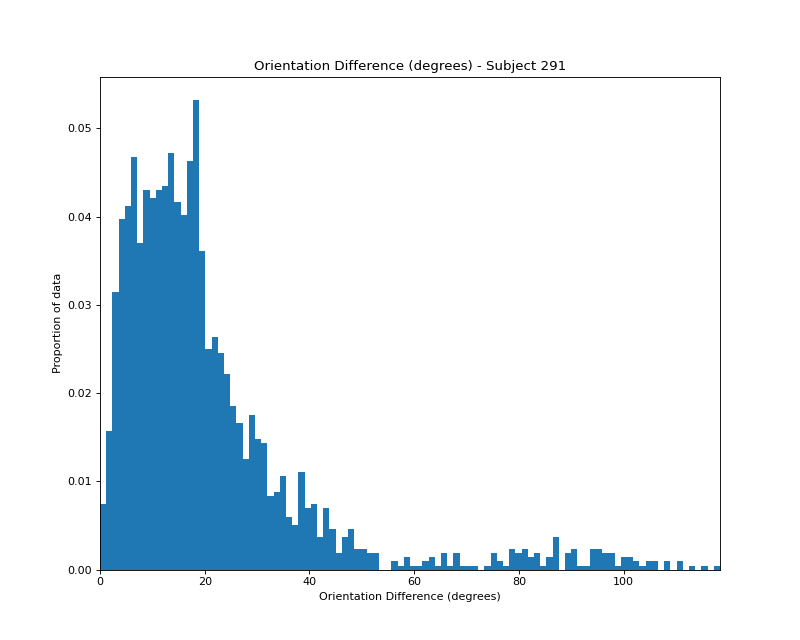 Orientation Difference (degrees) - Subject 291
Proportion of data
0.05
0.04
0.03
0.02
0.01
0.00
0 20 40 60 80 100
Orientation Difference (degrees)